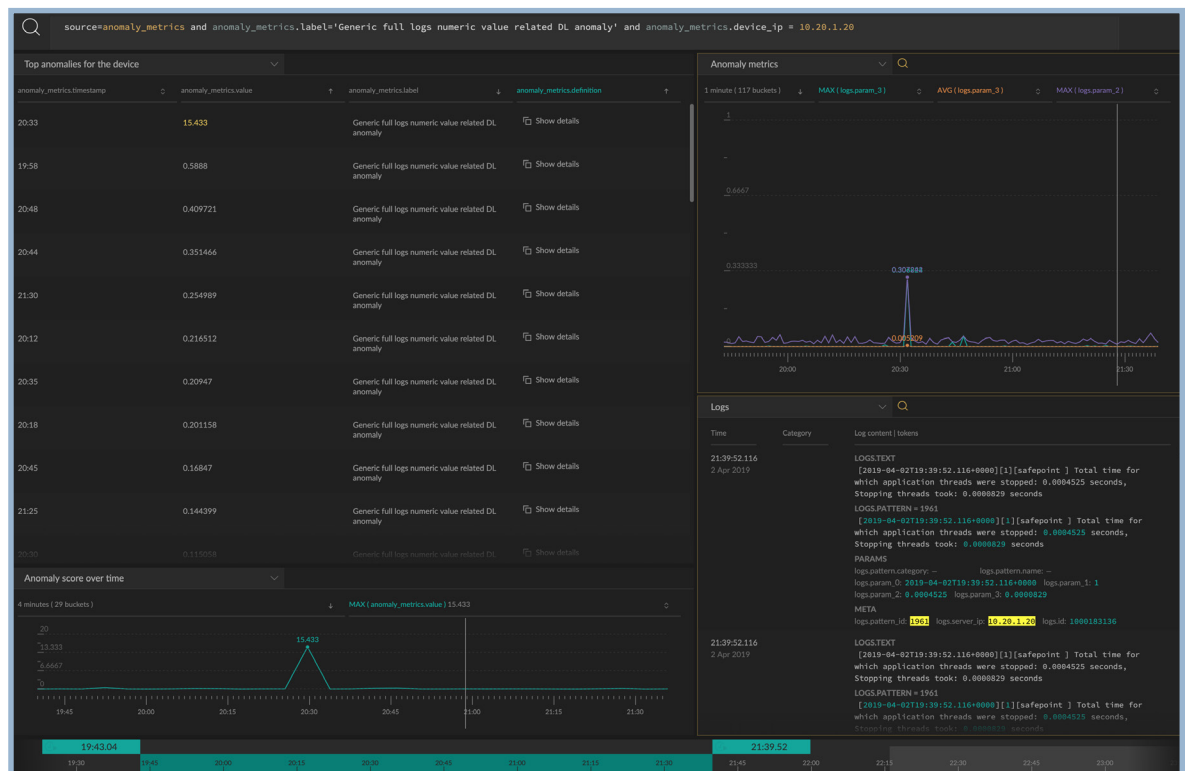 source=anomaly_metrics and anomaly_metrics.label='Generic full logs numeric value related DL anomaly' and anomaly_metrics.device_ip = 10.20.1.20
Top anomalies for the device
anomaly_metrics.timestamp anomaly_metrics.value anomaly_metrics.label anomaly_metrics.definition
20:33 15.433 Generic full logs numeric value related DL anomaly Show details
19:58 0.5888 Generic full logs numeric value related DL anomaly Show details
20:48 0.409721 Generic full logs numeric value related DL anomaly Show details
20:44 0.351466 Generic full logs numeric value related DL anomaly Show details
21:30 0.254989 Generic full logs numeric value related DL anomaly Show details
20:12 0.216512 Generic full logs numeric value related DL anomaly Show details
20:35 0.20947 Generic full logs numeric value related DL anomaly Show details
20:18 0.201158 Generic full logs numeric value related DL anomaly Show details
20:45 0.16847 Generic full logs numeric value related DL anomaly Show details
21:25 0.144399 Generic full logs numeric value related DL anomaly Show details
20:30 0.115058 Generic full logs numeric value related DL Show details
Anomaly score over time
4 minutes ( 29 buckets ) MAX ( anomaly_metrics.value ) 15.433
20
13.333
6.6667
0
15.433
19:45 20:00 20:15 20:30 20:45 21:00 21:15 21:30
Anomaly metrics
1 minute ( 117 buckets ) MAX ( logs.param_3 ) AVG ( logs.param_3 ) MAX ( logs.param_2 )
1
0.6667
0.333333
0
0.005209
20:00 20:30 21:00 21:30
Logs
Time Category Log content | tokens
21:39:52.116
2 Apr 2019
LOGS.TEXT
[2019-04-02T19:39:52.116+0000][1][safepoint ] Total time for
which application threads were stopped: 0.0004525 seconds,
Stopping threads took: 0.0000829 seconds
LOGS.PATTERN = 1961
[2019-04-02T19:39:52.116+0000][1][safepoint ] Total time for
which application threads were stopped: 0.0004525 seconds,
Stopping threads took: 0.0000829 seconds
PARAMS
logs.pattern.category: – logs.pattern.name: –
logs.param_0: 2019-04-02T19:39:52.116+0000 logs.param_1: 1
logs.param_2: 0.0004525 logs.param_3: 0.0000829
META
logs.pattern_id: 1961 logs.server_ip: 10.20.1.20 logs.id: 1000183136
21:39:52.116
2 Apr 2019
LOGS.TEXT
[2019-04-02T19:39:52.116+0000][1][safepoint ] Total time for
which application threads were stopped: 0.0004525 seconds,
Stopping threads took: 0.0000829 seconds
LOGS.PATTERN = 1961
[2019-04-02T19:39:52.116+0000][1][safepoint ] Total time for
which application threads were stopped: 0.0004525 seconds,
Stopping threads took: 0.0000829 seconds
19:43.04 21:39.52
19:30 19:45 20:00 20:15 20:30 20:45 21:00 21:15 21:30 21:45 22:00 22:15 22:30 22:45 23:00